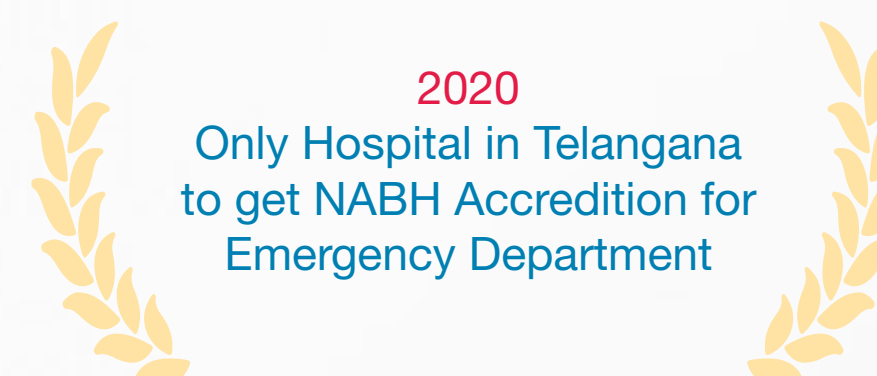 2020
Only Hospital in Telangana
to get NABH Accredition for
Emergency Department